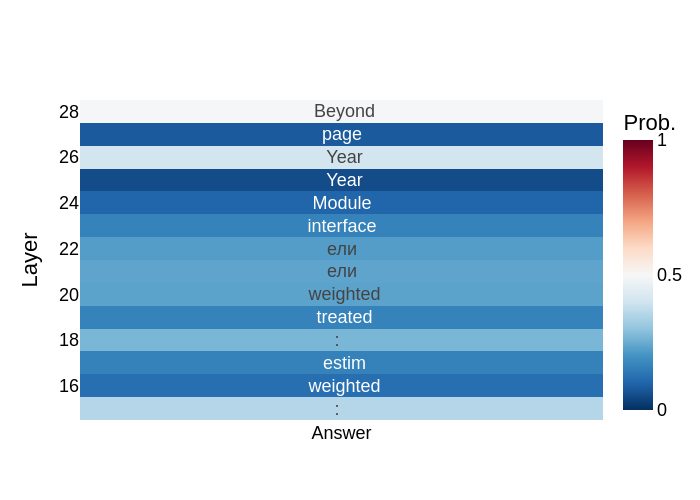 Beyond
28
Prob.
page
1
26
Year
Year
24
Module
interface
22
ели
ели
0.5
20
weighted
treated
18
:
estim
16
weighted
:
0
Layer
Answer